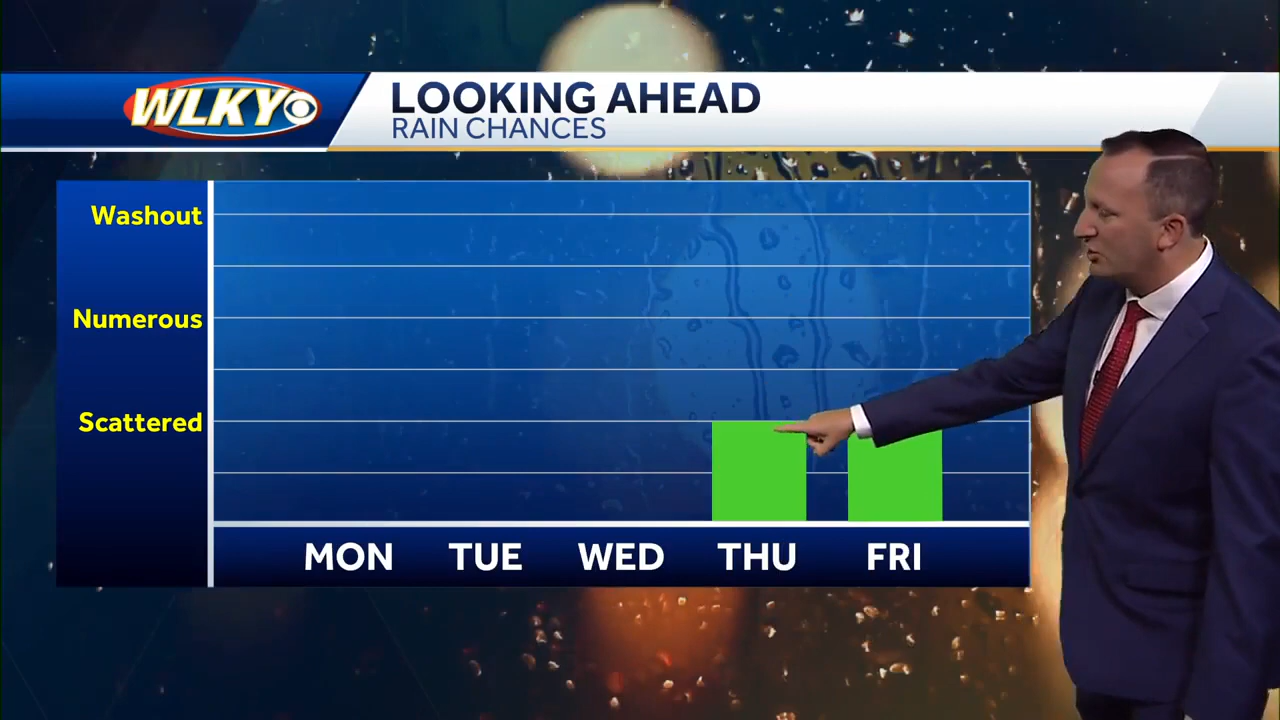 WLKY
LOOKING AHEAD
RAIN CHANCES
Washout
Numerous
Scattered
MON TUE WED THU FRI